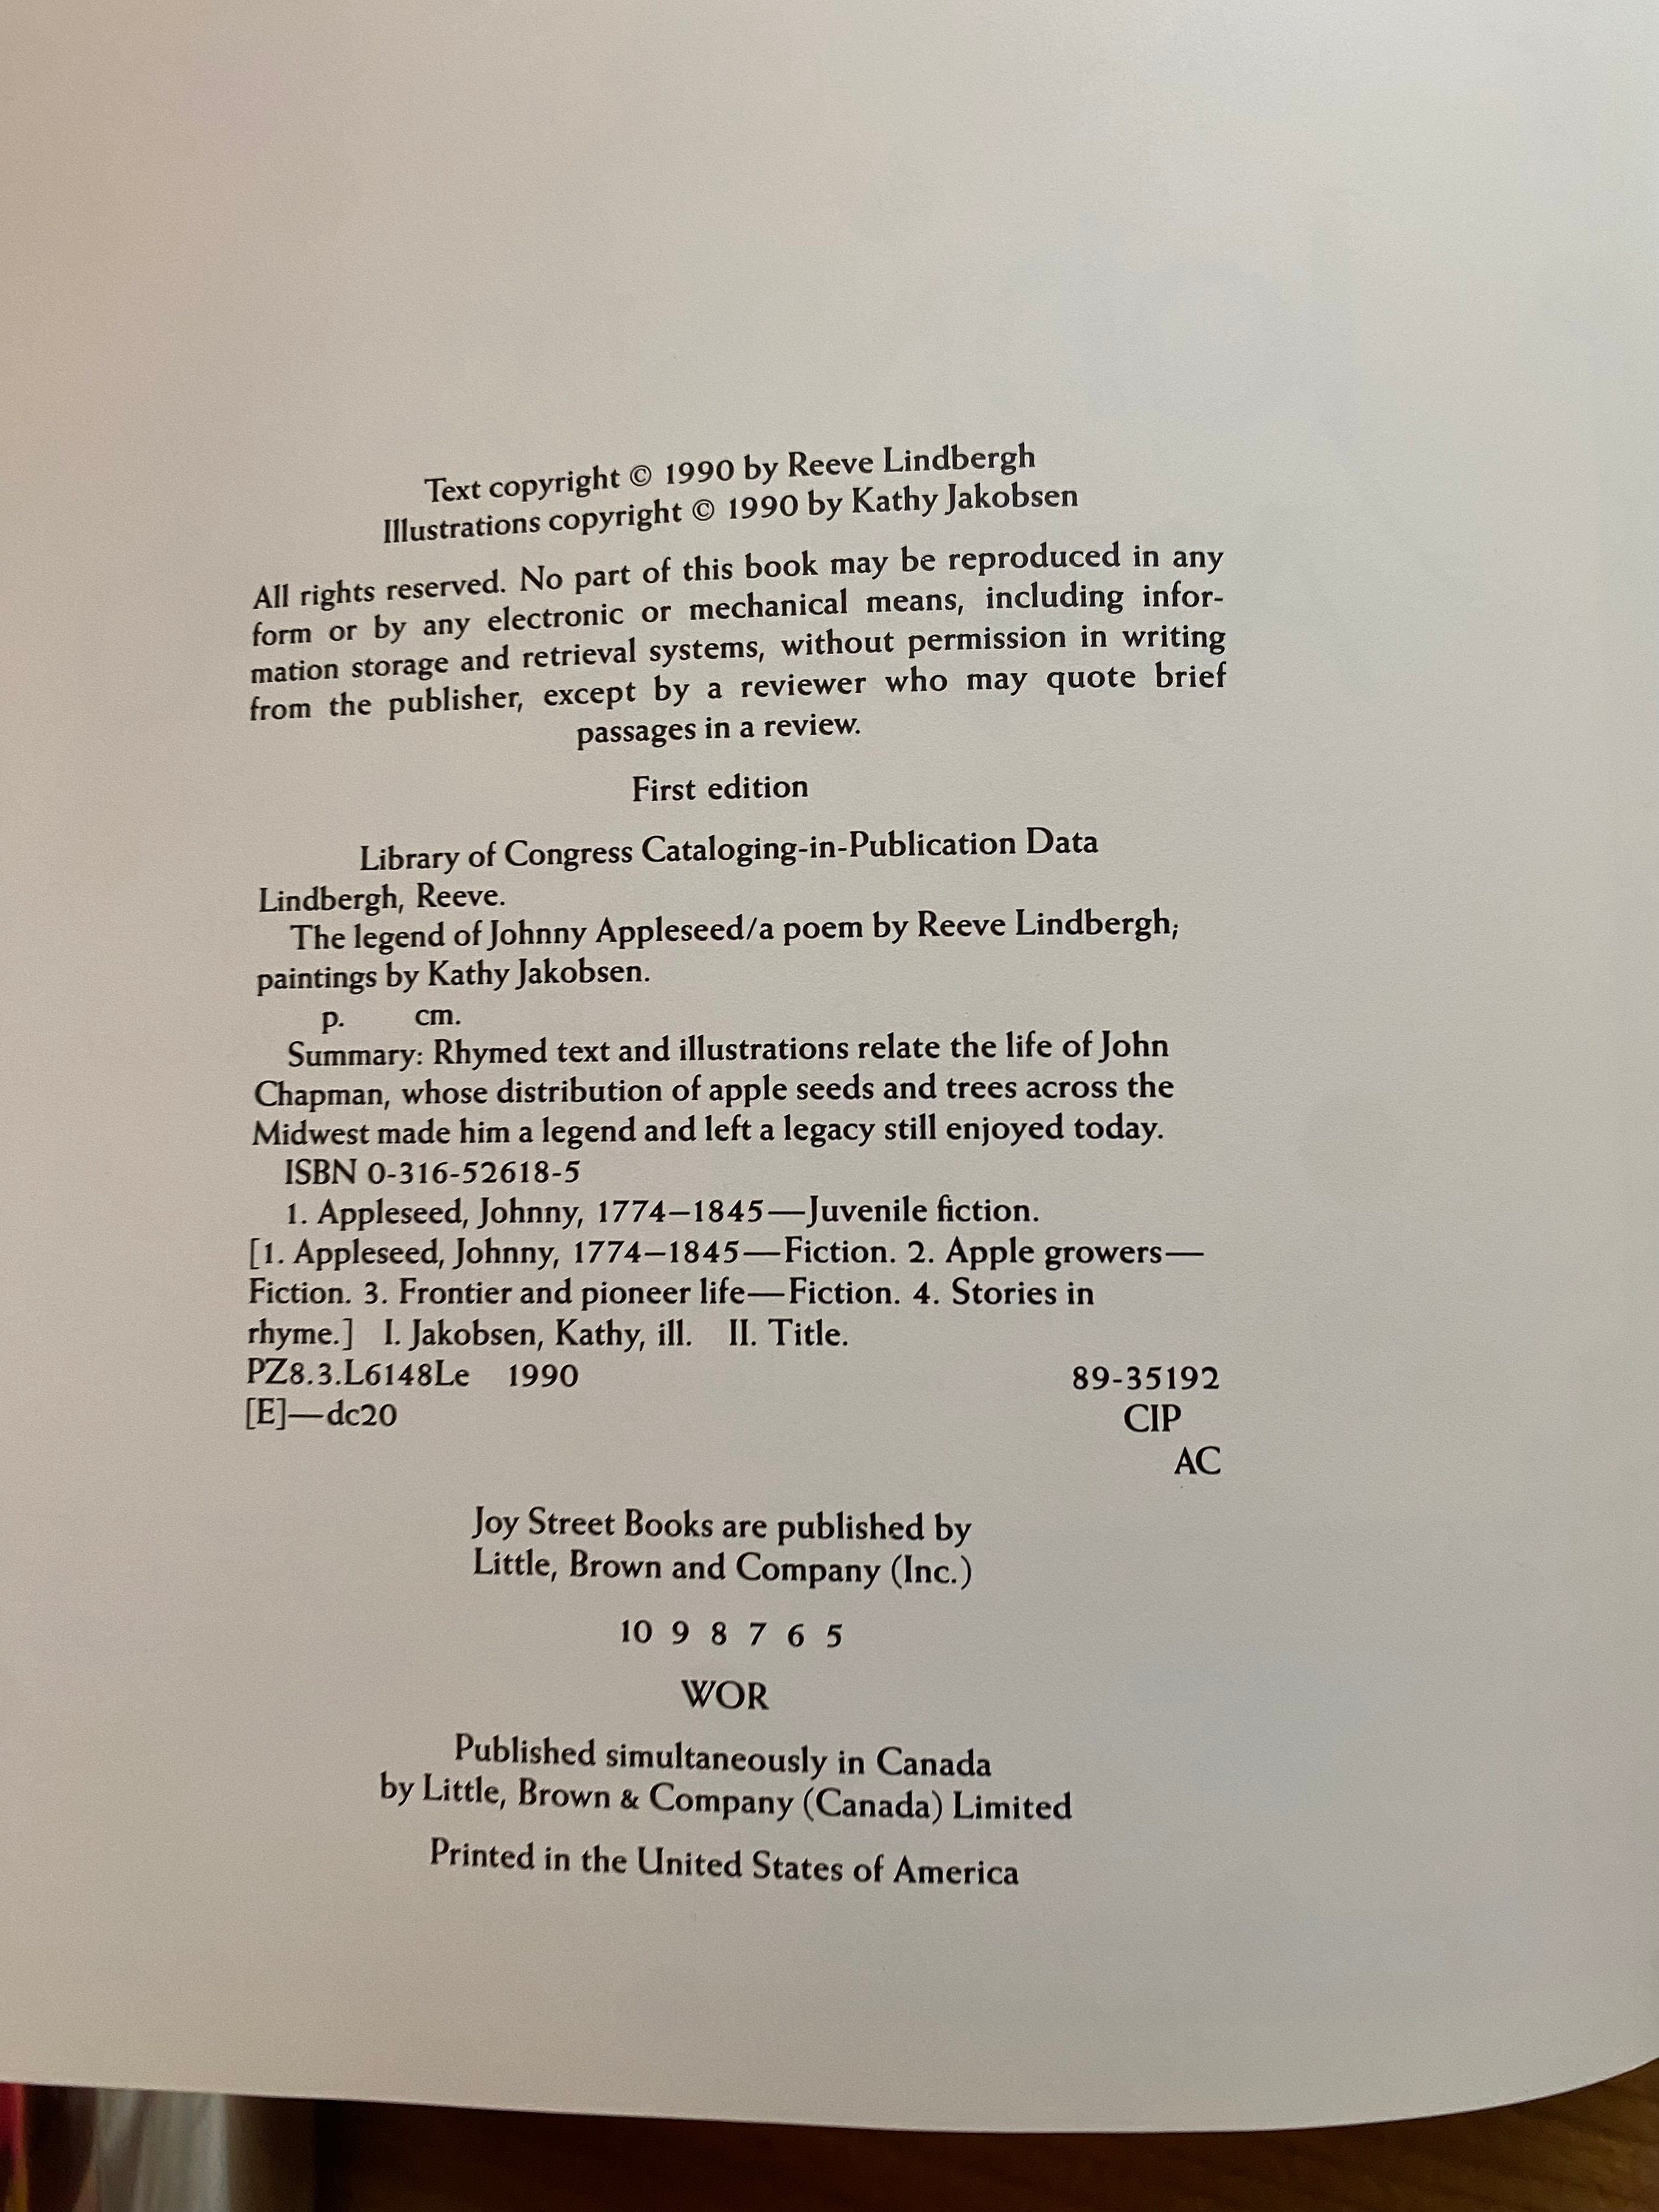 Text copyright © 1990 by Reeve Lindbergh
Illustrations copyright © 1990 by Kathy Jakobsen
All rights reserved. No part of this book may be reproduced in any
form or by any electronic or mechanical means, including infor-
mation storage and retrieval systems, without permission in writing
from the publisher, except by a reviewer who may quote brief
passages in a review.
First edition
Library of Congress Cataloging-in-Publication Data
Lindbergh, Reeve.
The legend of Johnny Appleseed/a poem by Reeve Lindbergh;
paintings by Kathy Jakobsen.
p. cm.
Summary: Rhymed text and illustrations relate the life of John
Chapman, whose distribution of apple seeds and trees across the
Midwest made him a legend and left a legacy still enjoyed today.
ISBN 0-316-52618-5
1. Appleseed, Johnny, 1774–1845—Juvenile fiction.
[1. Appleseed, Johnny, 1774–1845—Fiction. 2. Apple growers—
Fiction. 3. Frontier and pioneer life—Fiction. 4. Stories in
rhyme.] I. Jakobsen, Kathy, ill. II. Title.
PZ8.3.L6148Le 1990 89-35192
[E]—dc20 CIP
AC
Joy Street Books are published by
Little, Brown and Company (Inc.)
10 9 8 7 6 5
WOR
Published simultaneously in Canada
by Little, Brown & Company (Canada) Limited
Printed in the United States of America